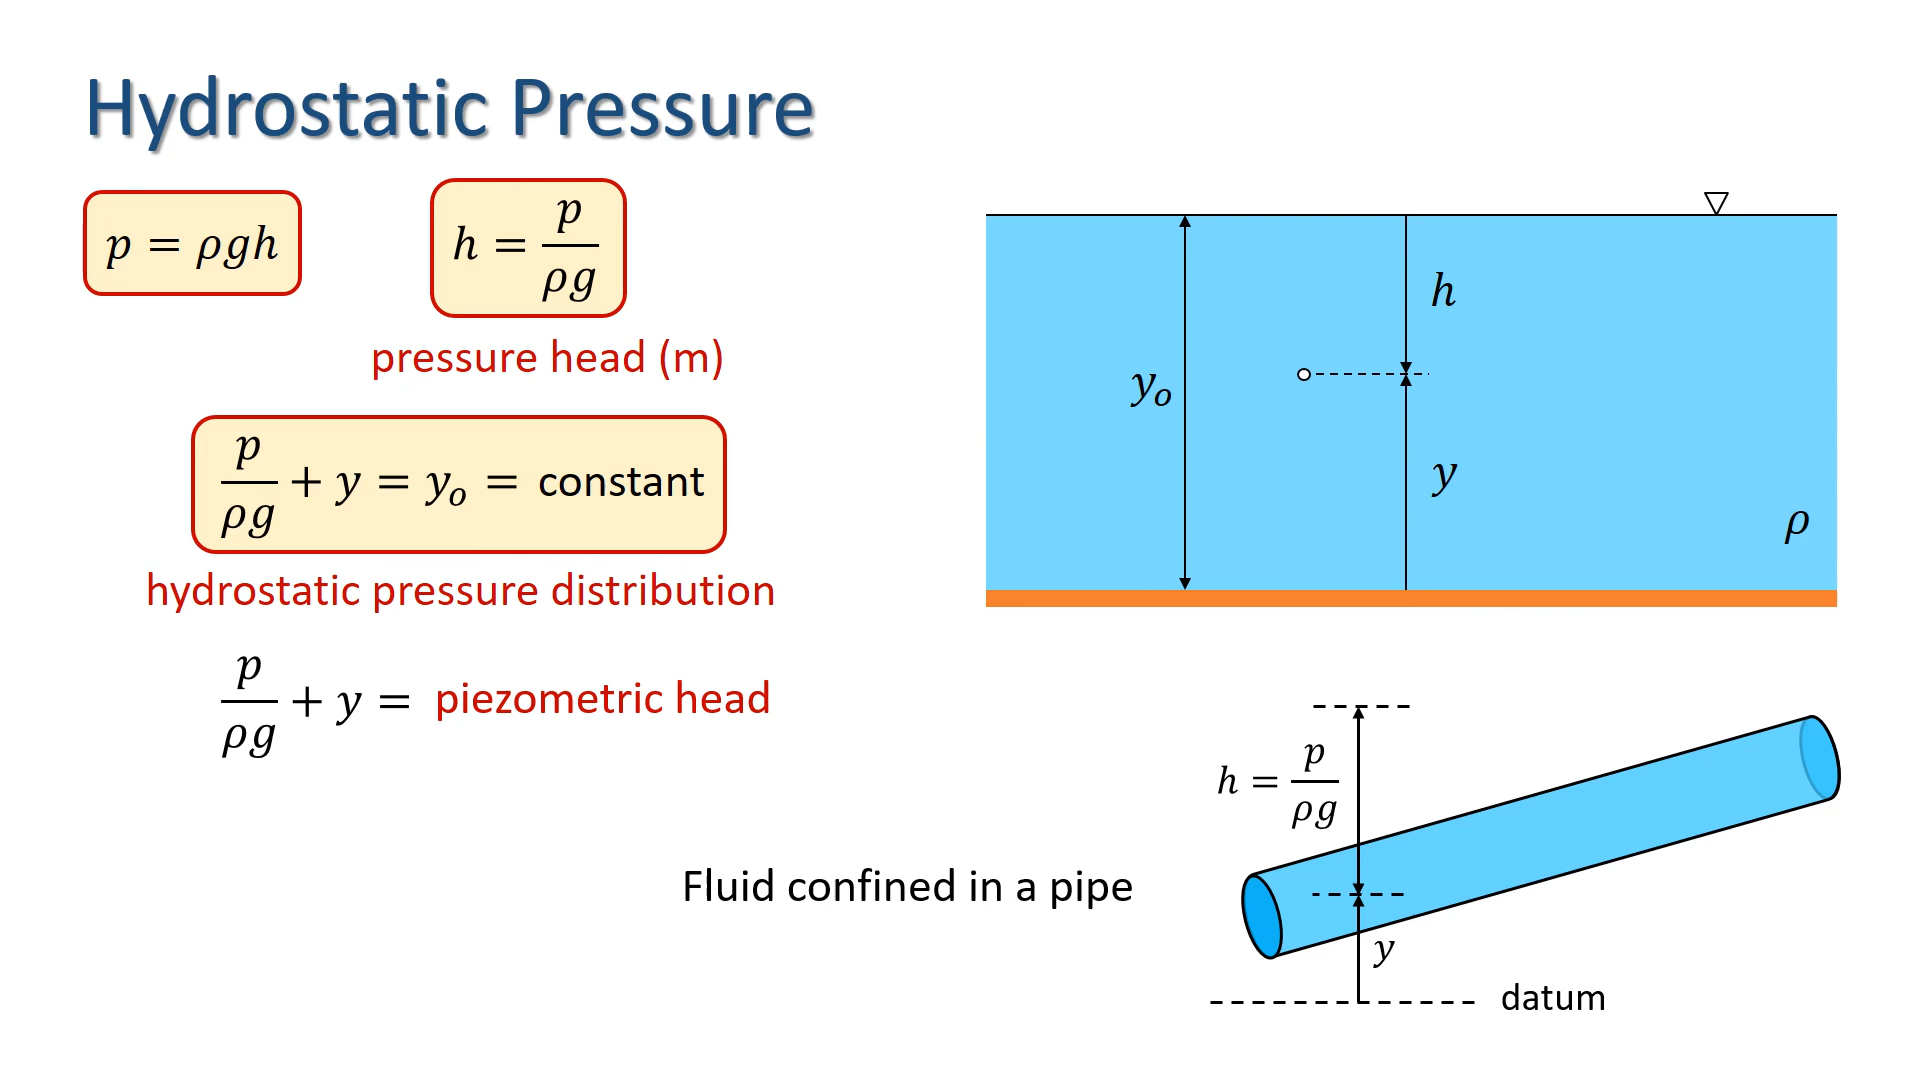 Hydrostatic Pressure
p = ρgh
h = p/ρg
pressure head (m)
p/ρg + y = yₒ = constant
hydrostatic pressure distribution
p/ρg + y = piezometric head
h
yₒ
y
ρ
h = p/ρg
Fluid confined in a pipe
y
datum